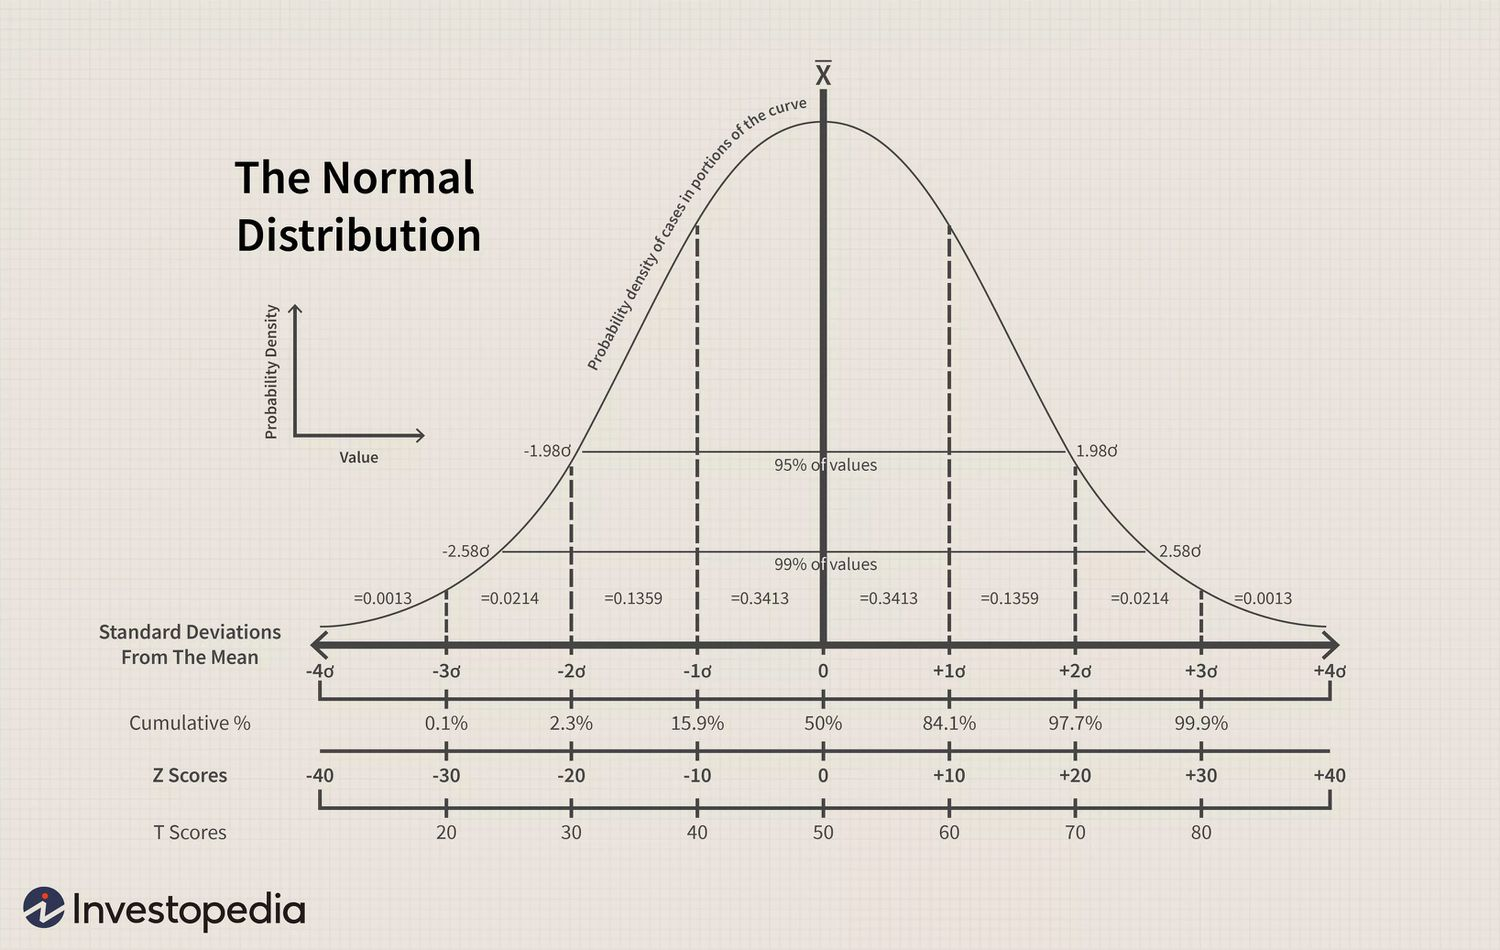 X̅
Probability density of cases in portions of the curve
The Normal
Distribution
Probability Density
Value
-1.98σ 1.98σ
95% of values
-2.58σ 2.58σ
99% of values
=0.0013 =0.0214 =0.1359 =0.3413 =0.3413 =0.1359 =0.0214 =0.0013
Standard Deviations
From The Mean
-4σ -3σ -2σ -1σ 0 +1σ +2σ +3σ +4σ
Cumulative % 0.1% 2.3% 15.9% 50% 84.1% 97.7% 99.9%
Z Scores -40 -30 -20 -10 0 +10 +20 +30 +40
T Scores 20 30 40 50 60 70 80
Investopedia